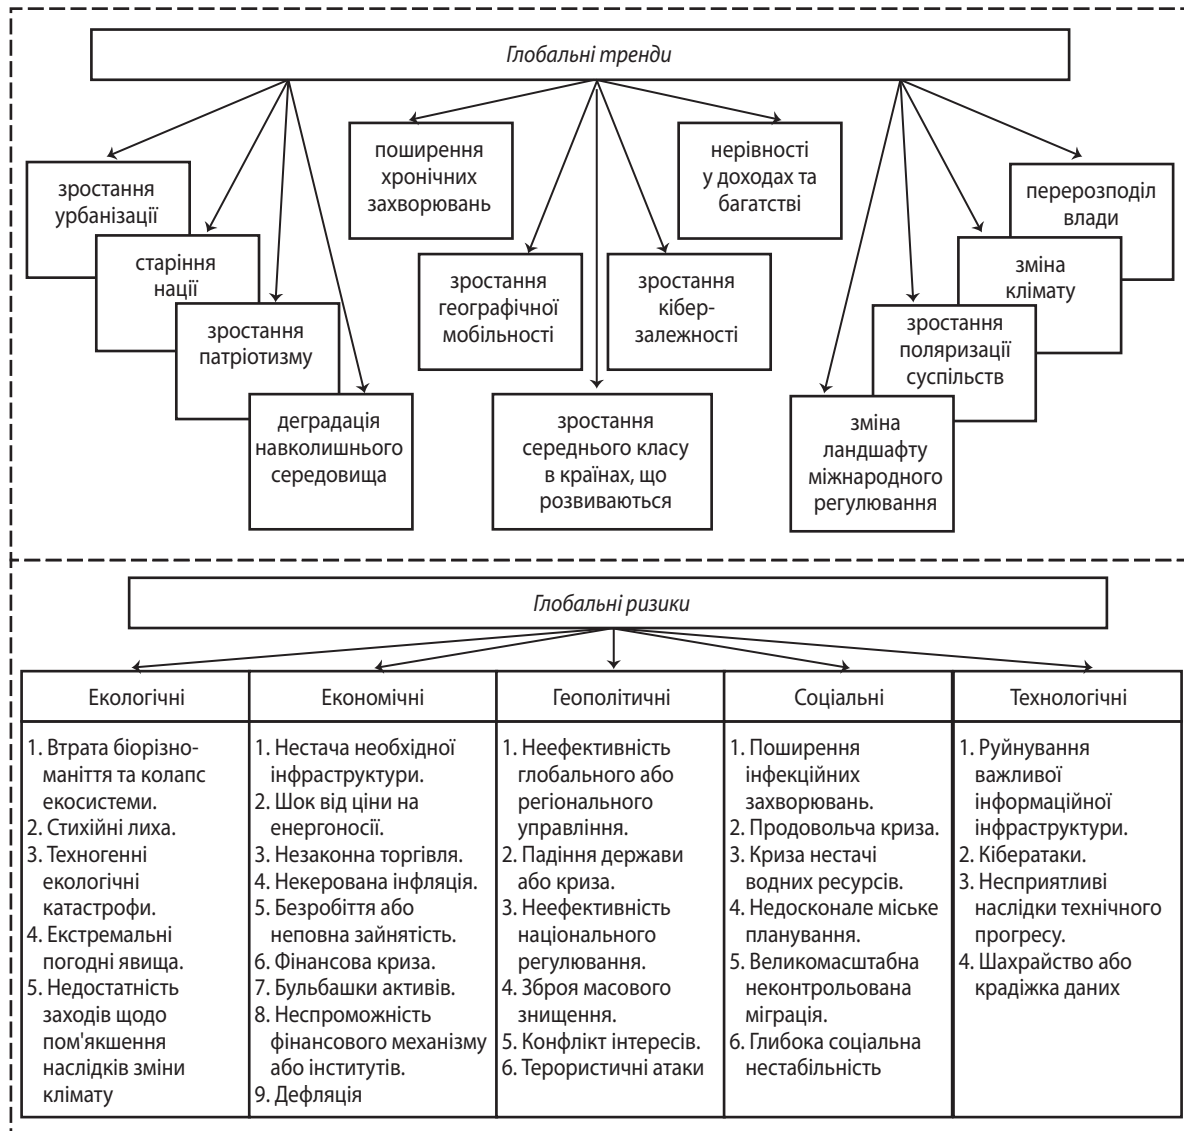 Глобальні тренди
зростання
урбанізації
старіння
нації
зростання
патріотизму
деградація
навколишнього
середовища
поширення
хронічних
захворювань
зростання
географічної
мобільності
зростання
середнього класу
в країнах, що
розвиваються
зростання
кібер-
залежності
нерівності
у доходах та
багатстві
зміна
ландшафту
міжнародного
регулювання
зростання
поляризації
суспільств
зміна
клімату
перерозподіл
влади
Глобальні ризики
Екологічні
1. Втрата біорізно-
маніття та колапс
екосистеми.
2. Стихійні лиха.
3. Техногенні
екологічні
катастрофи.
4. Екстремальні
погодні явища.
5. Недостатність
заходів щодо
пом'якшення
наслідків зміни
клімату
Економічні
1. Нестача необхідної
інфраструктури.
2. Шок від ціни на
енергоносії.
3. Незаконна торгівля.
4. Некерована інфляція.
5. Безробіття або
неповна зайнятість.
6. Фінансова криза.
7. Бульбашки активів.
8. Неспроможність
фінансового механізму
або інститутів.
9. Дефляція
Геополітичні
1. Неефективність
глобального або
регіонального
управління.
2. Падіння держави
або криза.
3. Неефективність
національного
регулювання.
4. Зброя масового
знищення.
5. Конфлікт інтересів.
6. Терористичні атаки
Соціальні
1. Поширення
інфекційних
захворювань.
2. Продовольча криза.
3. Криза нестачі
водних ресурсів.
4. Недосконале міське
планування.
5. Великомасштабна
неконтрольована
міграція.
6. Глибока соціальна
нестабільність
Технологічні
1. Руйнування
важливої
інформаційної
інфраструктури.
2. Кібератаки.
3. Несприятливі
наслідки технічного
прогресу.
4. Шахрайство або
крадіжка даних